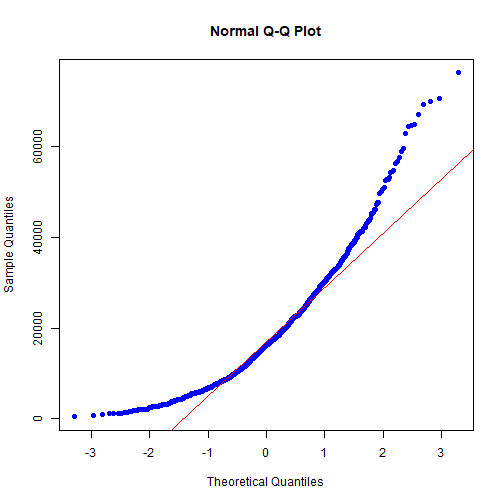 Normal Q-Q Plot
Sample Quantiles
60000
40000
20000
0
-3 -2 -1 0 1 2 3
Theoretical Quantiles